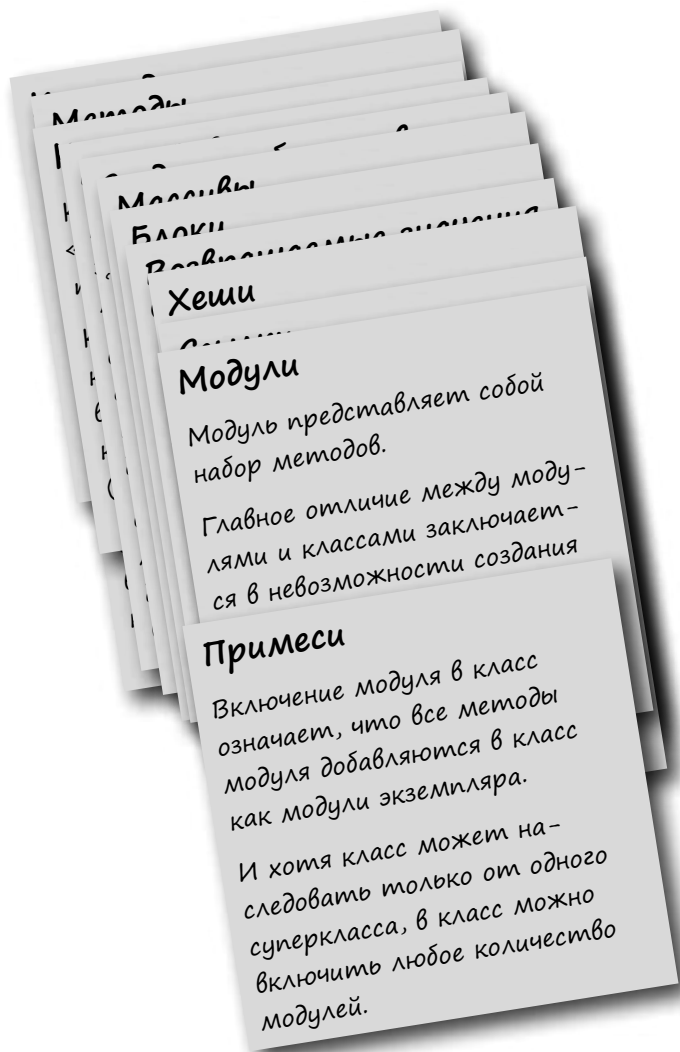 Методы
Массивы
Блоки
Возвращаемые значения
Хеши
Модули
Модуль представляет собой
набор методов.
Главное отличие между моду-
лями и классами заключает-
ся в невозможности создания
Примеси
Включение модуля в класс
означает, что все методы
модуля добавляются в класс
как модули экземпляра.
И хотя класс может на-
следовать только от одного
суперкласса, в класс можно
включить любое количество
модулей.